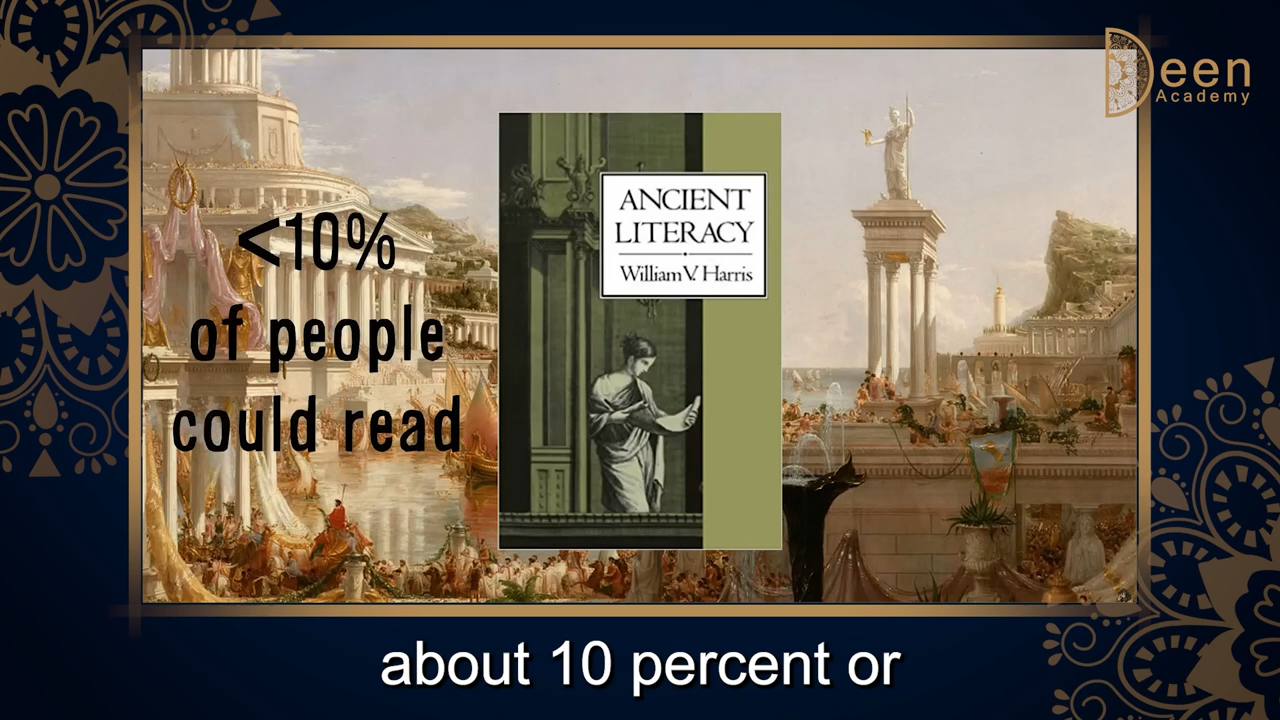 Deen
Academy
<10%
of people
could read
ANCIENT
LITERACY
William V. Harris
about 10 percent or